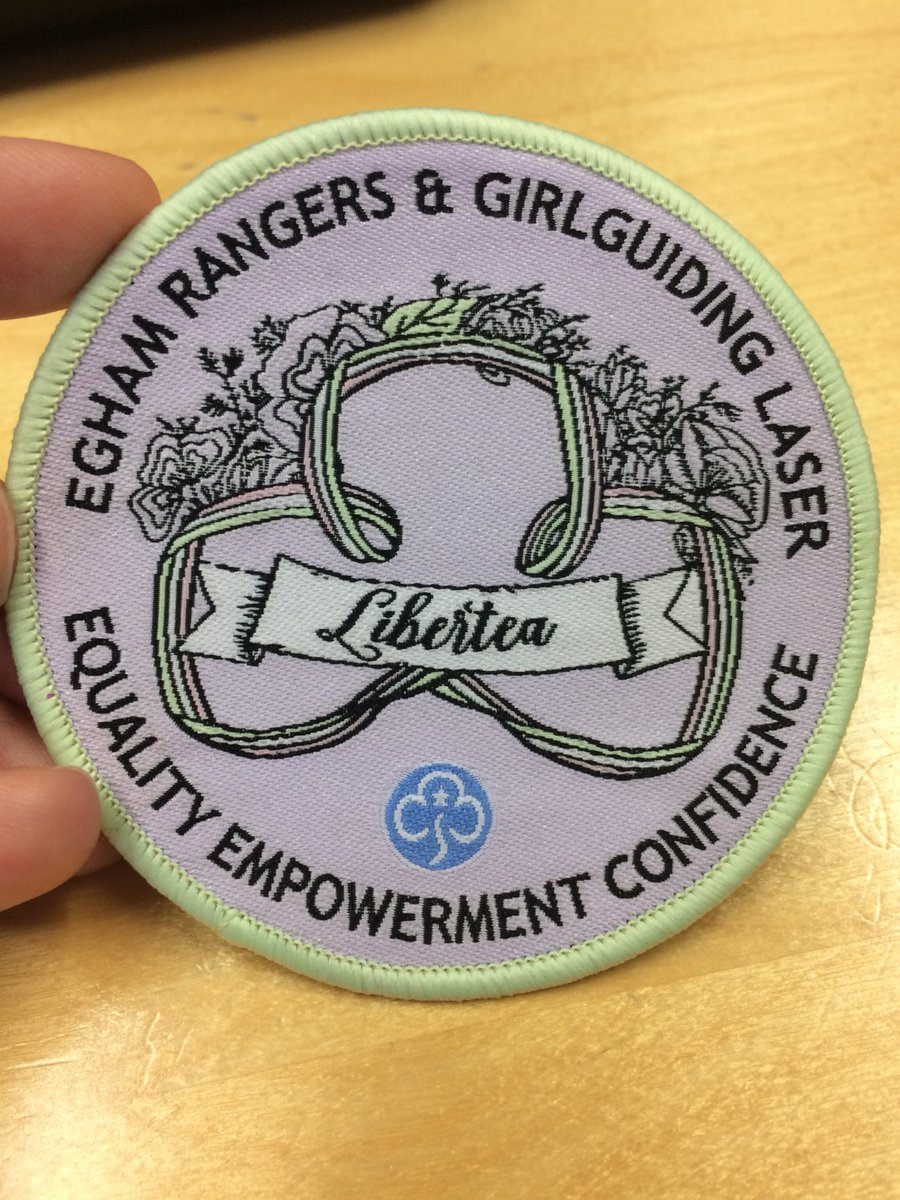 EGHAM RANGERS & GIRLGUIDING LASER
Libertea
EQUALITY EMPOWERMENT CONFIDENCE